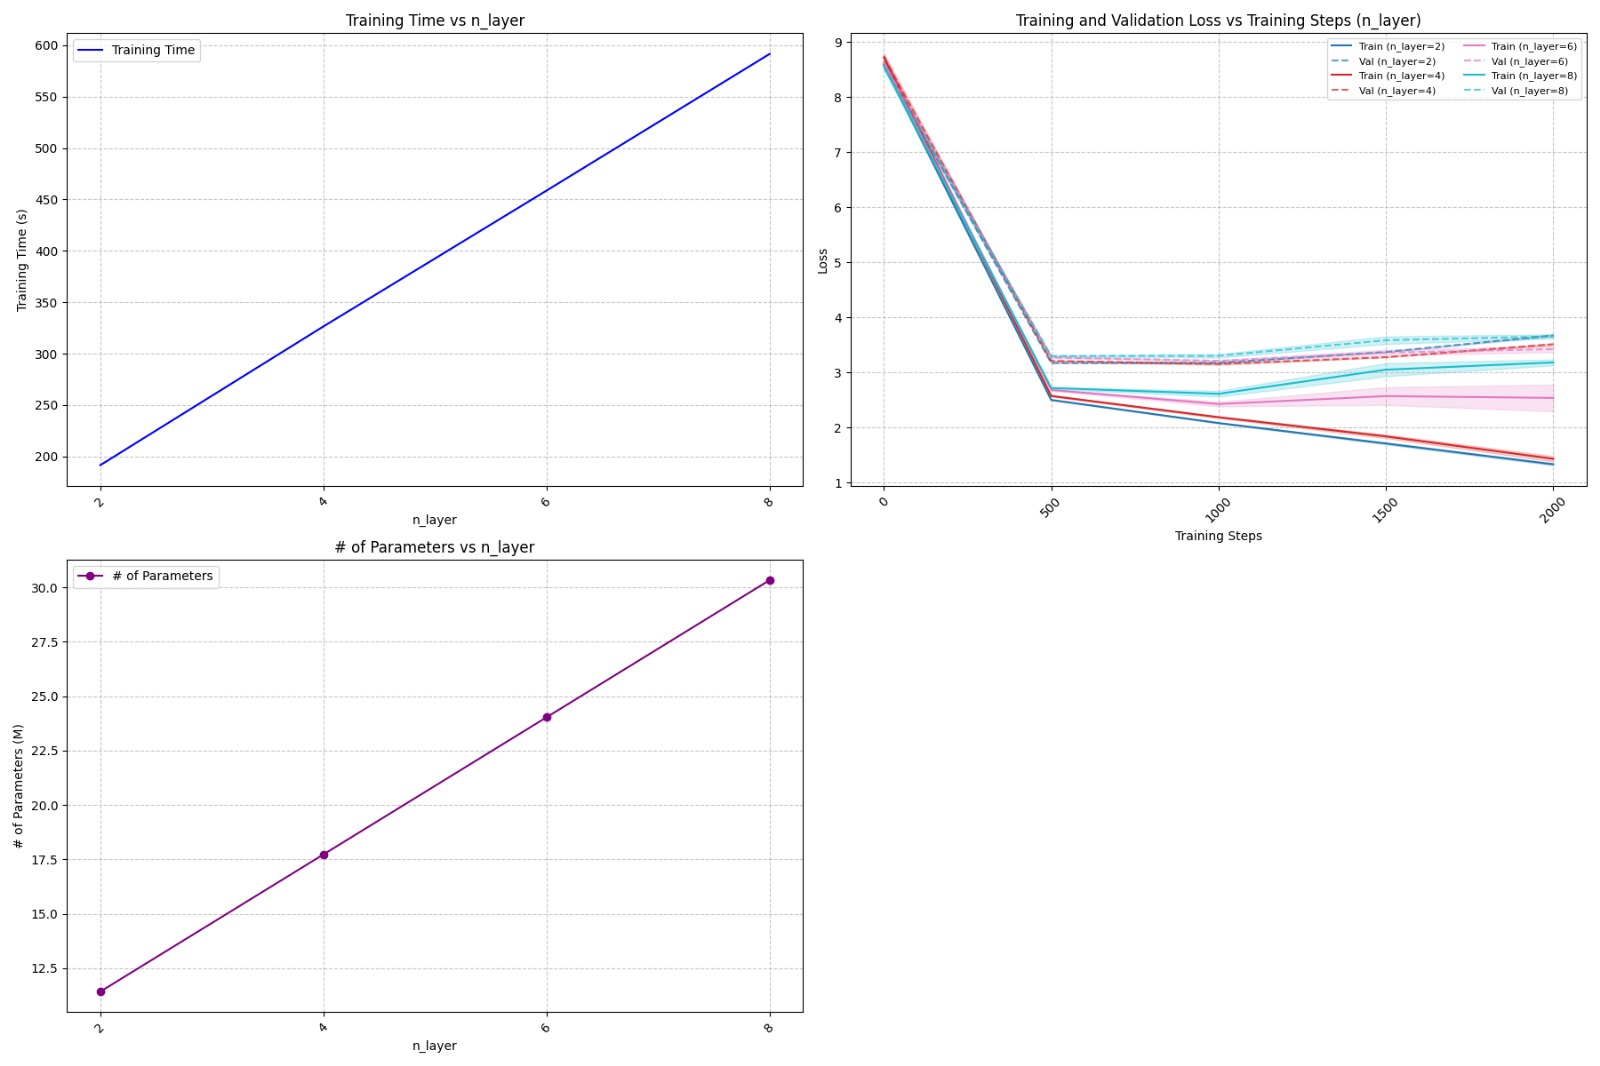 Training Time vs n_layer
Training Time
600
550
500
450
400
350
300
250
200
Training Time (s)
2
4
6
8
n_layer
Training and Validation Loss vs Training Steps (n_layer)
Train (n_layer=2)
Val (n_layer=2)
Train (n_layer=4)
Val (n_layer=4)
Train (n_layer=6)
Val (n_layer=6)
Train (n_layer=8)
Val (n_layer=8)
9
8
7
6
5
4
3
2
1
Loss
0
500
1000
1500
2000
Training Steps
# of Parameters vs n_layer
# of Parameters
30.0
27.5
25.0
22.5
20.0
17.5
15.0
12.5
# of Parameters (M)
2
4
6
8
n_layer